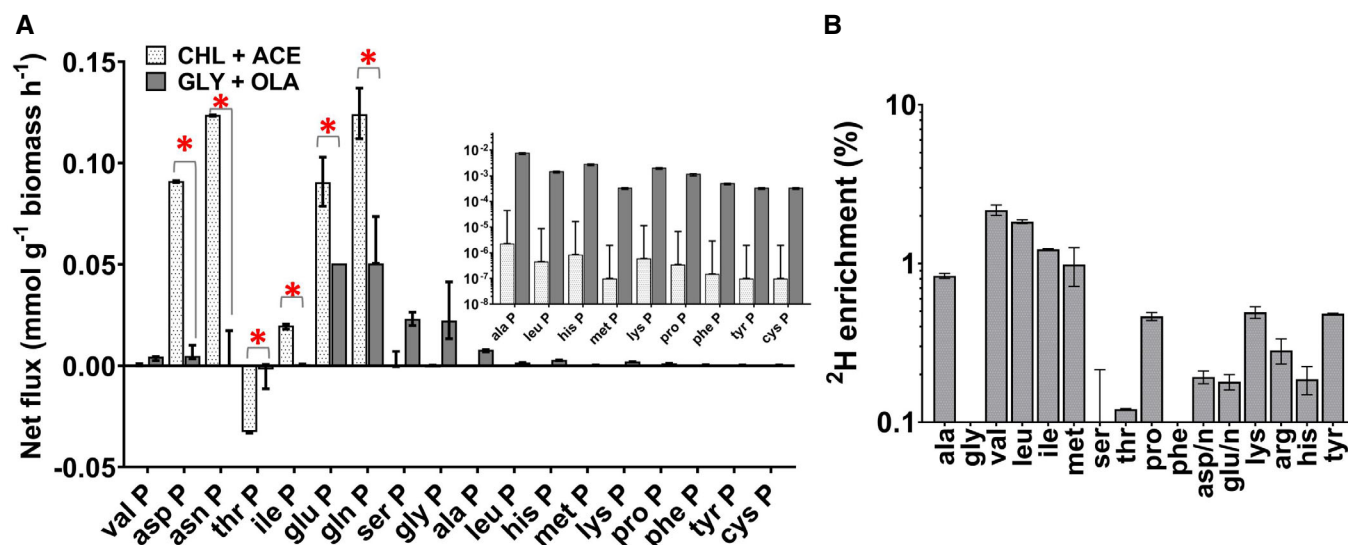 A
CHL + ACE
GLY + OLA
Net flux (mmol g⁻¹ biomass h⁻¹)
0.15
0.10
0.05
0.00
-0.05
* * * * * * *
val P asp P asn P thr P ile P glu P gln P ser P gly P ala P leu P his P met P lys P pro P phe P tyr P cys P
10⁻²
10⁻³
10⁻⁴
10⁻⁵
10⁻⁶
10⁻⁷
10⁻⁸
ala P leu P his P met P lys P pro P phe P tyr P cys P
B
²H enrichment (%)
10
1
0.1
ala gly val leu ile met ser thr pro phe asp/n glu/n lys arg his tyr